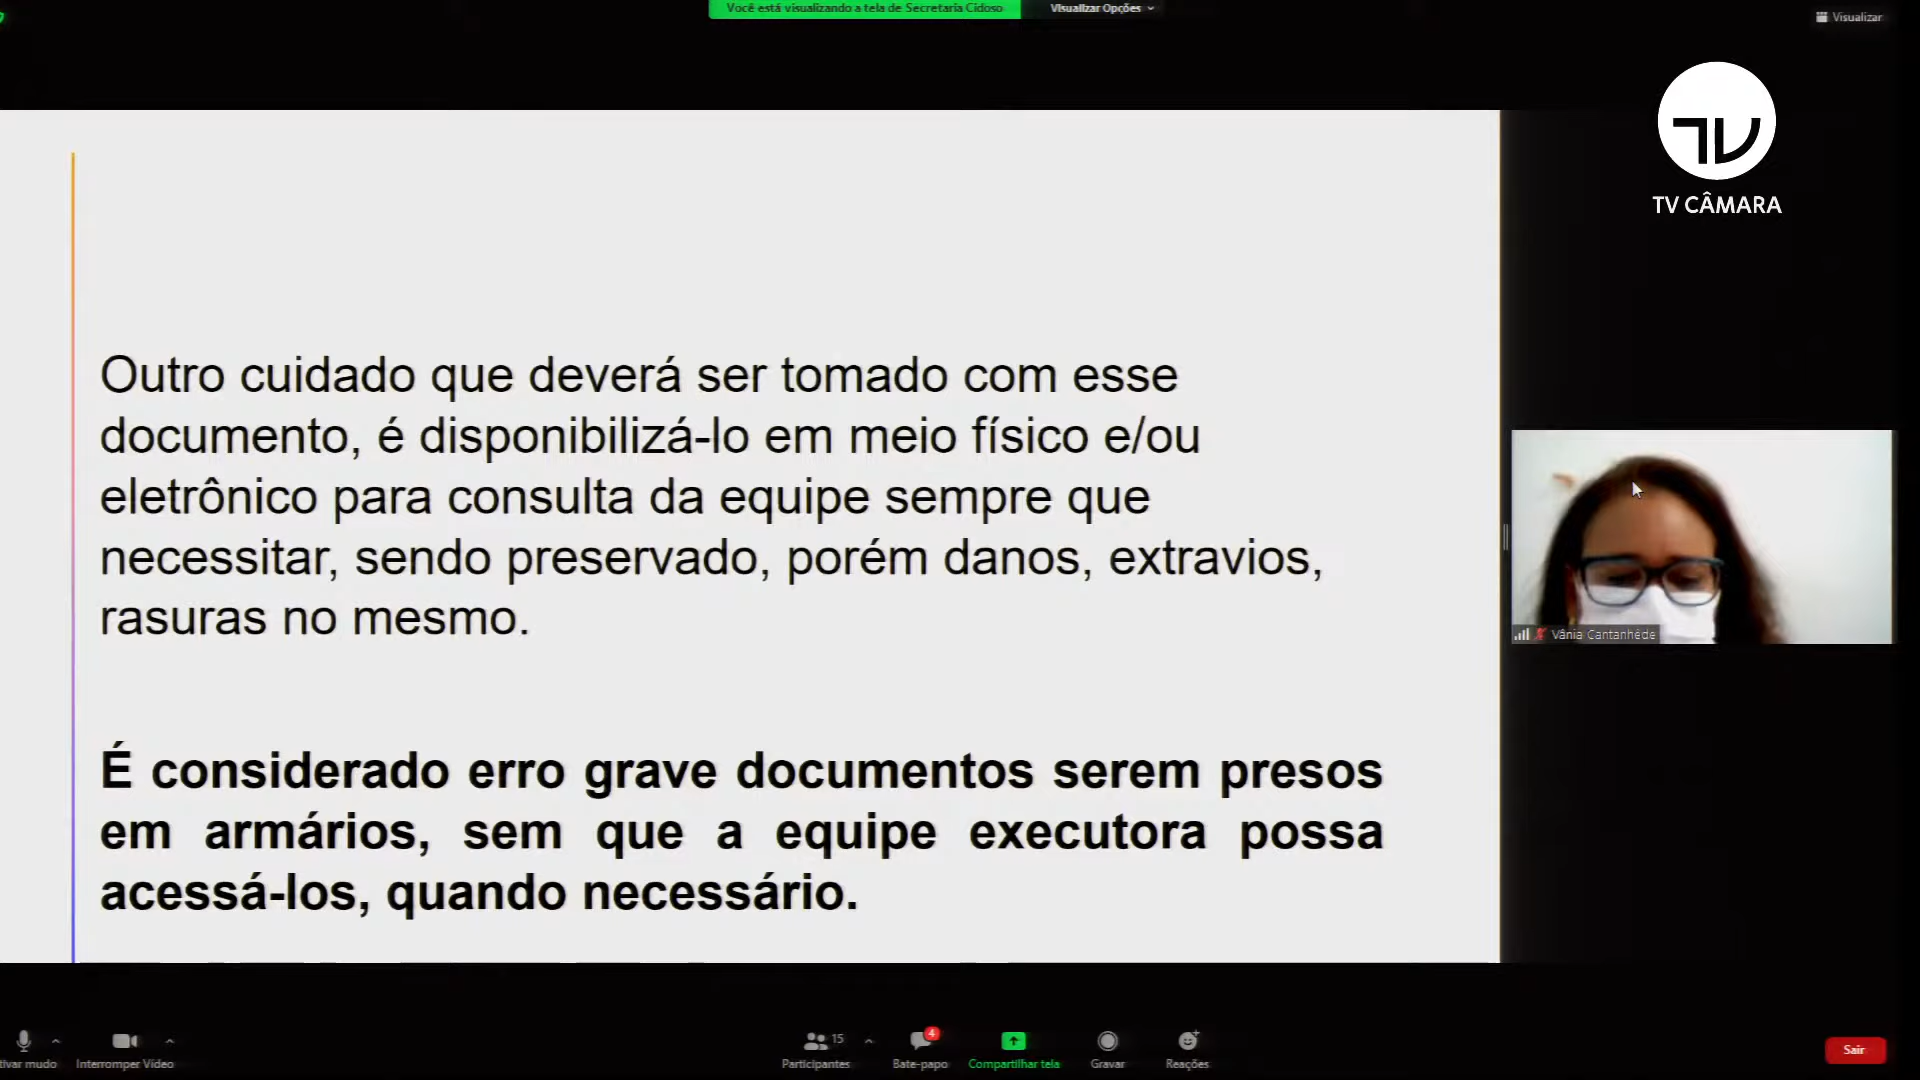 Você está visualizando a tela de Secretaria Cidoso
Visualizar Opções
Visualizar
TV CÂMARA
Outro cuidado que deverá ser tomado com esse
documento, é disponibilizá-lo em meio físico e/ou
eletrônico para consulta da equipe sempre que
necessitar, sendo preservado, porém danos, extravios,
rasuras no mesmo.
É considerado erro grave documentos serem presos
em armários, sem que a equipe executora possa
acessá-los, quando necessário.
Vânia Cantanhêde
tivar mudo
Interromper Vídeo
15
Participantes
4
Bate-papo
Compartilhar tela
Gravar
Reações
Sair